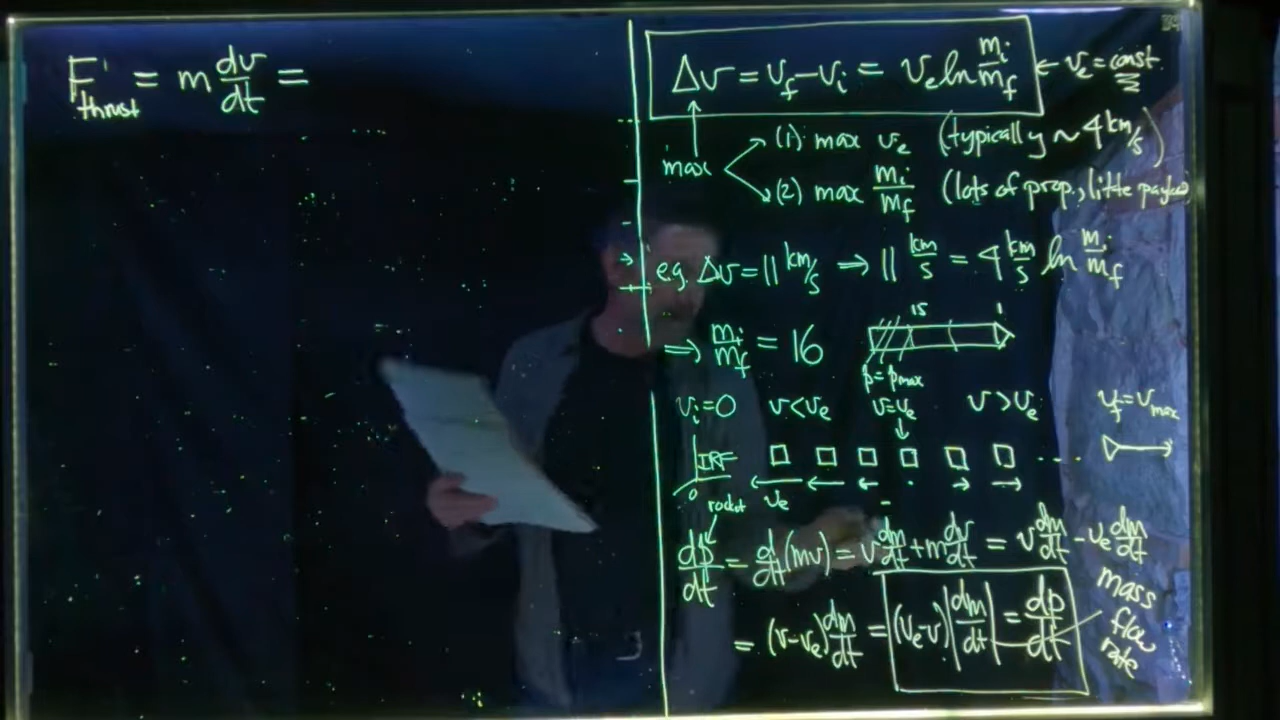 F_thrust = m dv/dt =
Δv = v_f - v_i = v_e ln m_i/m_f ← v_e = const.
max
(1) max v_e (typically ~ 4 km/s)
(2) max m_i/m_f (lots of prop., little payload)
e.g. Δv = 11 km/s ⇒ 11 km/s = 4 km/s ln m_i/m_f
⇒ m_i/m_f = 16
15 1
p = p_max
v_i = 0 v < v_e v = v_e v > v_e v_f = v_max
IRF ....
0 v_e
rocket
dp/dt = d/dt (mv) = v dm/dt + m dv/dt = v dm/dt - v_e dm/dt
= (v - v_e) dm/dt = (v_e - v) |dm/dt| = dp/dt
mass
flow
rate